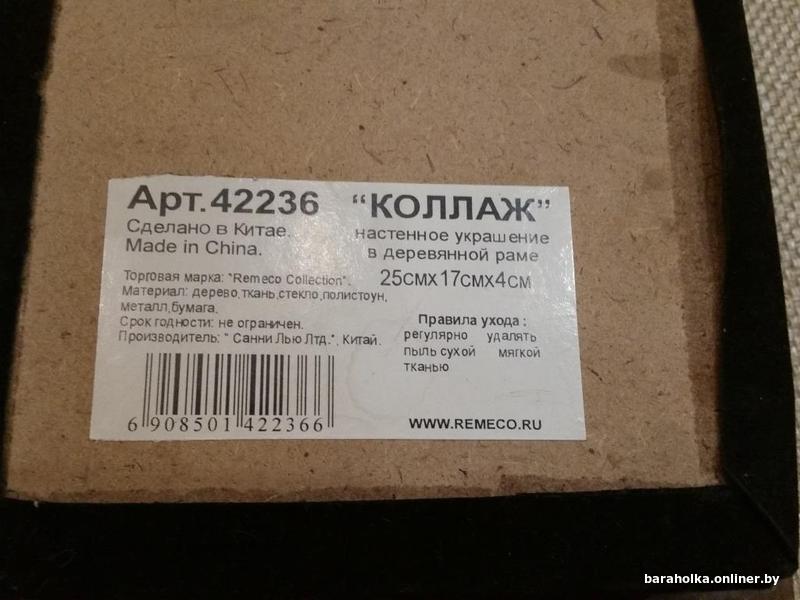 Арт.42236
Сделано в Китае.
Made in China.
"КОЛЛАЖ"
настенное украшение
в деревянной раме
25СМХ17СМХ4СМ
Торговая марка: "Remeco Collection".
Материал: дерево,ткань,стекло,полистоун,
металл,бумага.
Срок годности: не ограничен.
Производитель: " Санни Лью Лтд.", Китай.
Правила ухода :
регулярно удалять
пыль сухой мягкой
тканью
6 908501 422366
WWW.REMECO.RU
baraholka.onliner.by